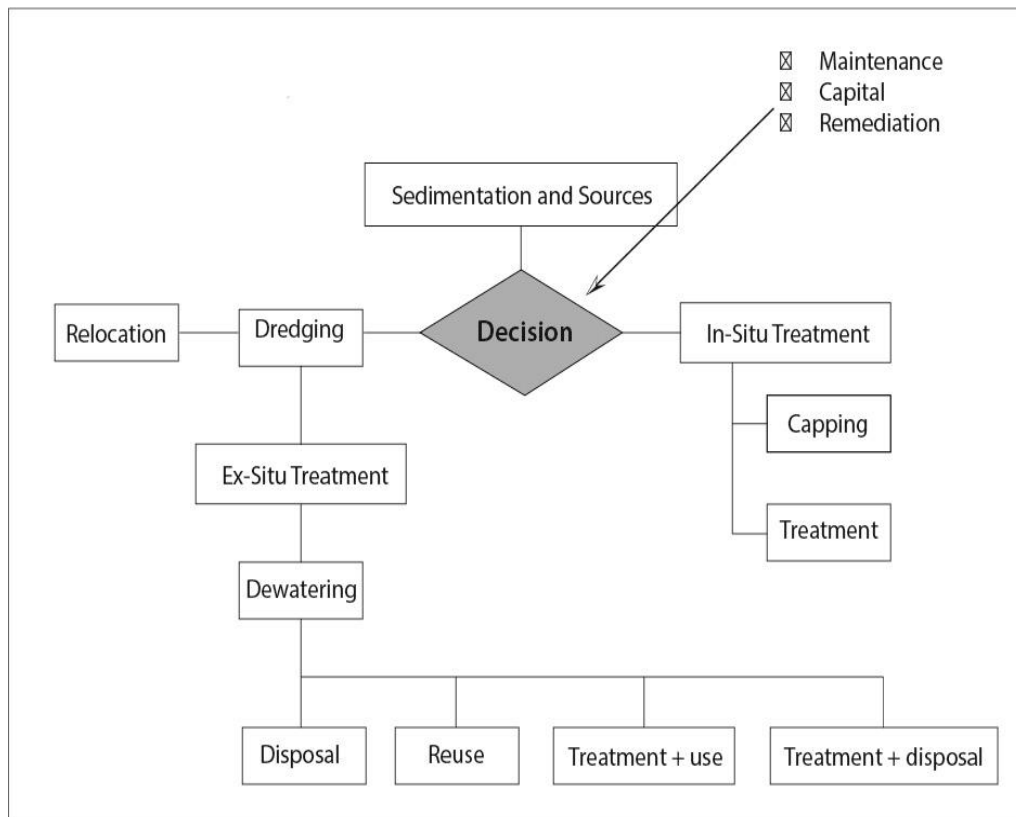 ☒ Maintenance
☒ Capital
☒ Remediation
Sedimentation and Sources
Relocation
Dredging
Decision
In-Situ Treatment
Capping
Ex-Situ Treatment
Treatment
Dewatering
Disposal
Reuse
Treatment + use
Treatment + disposal